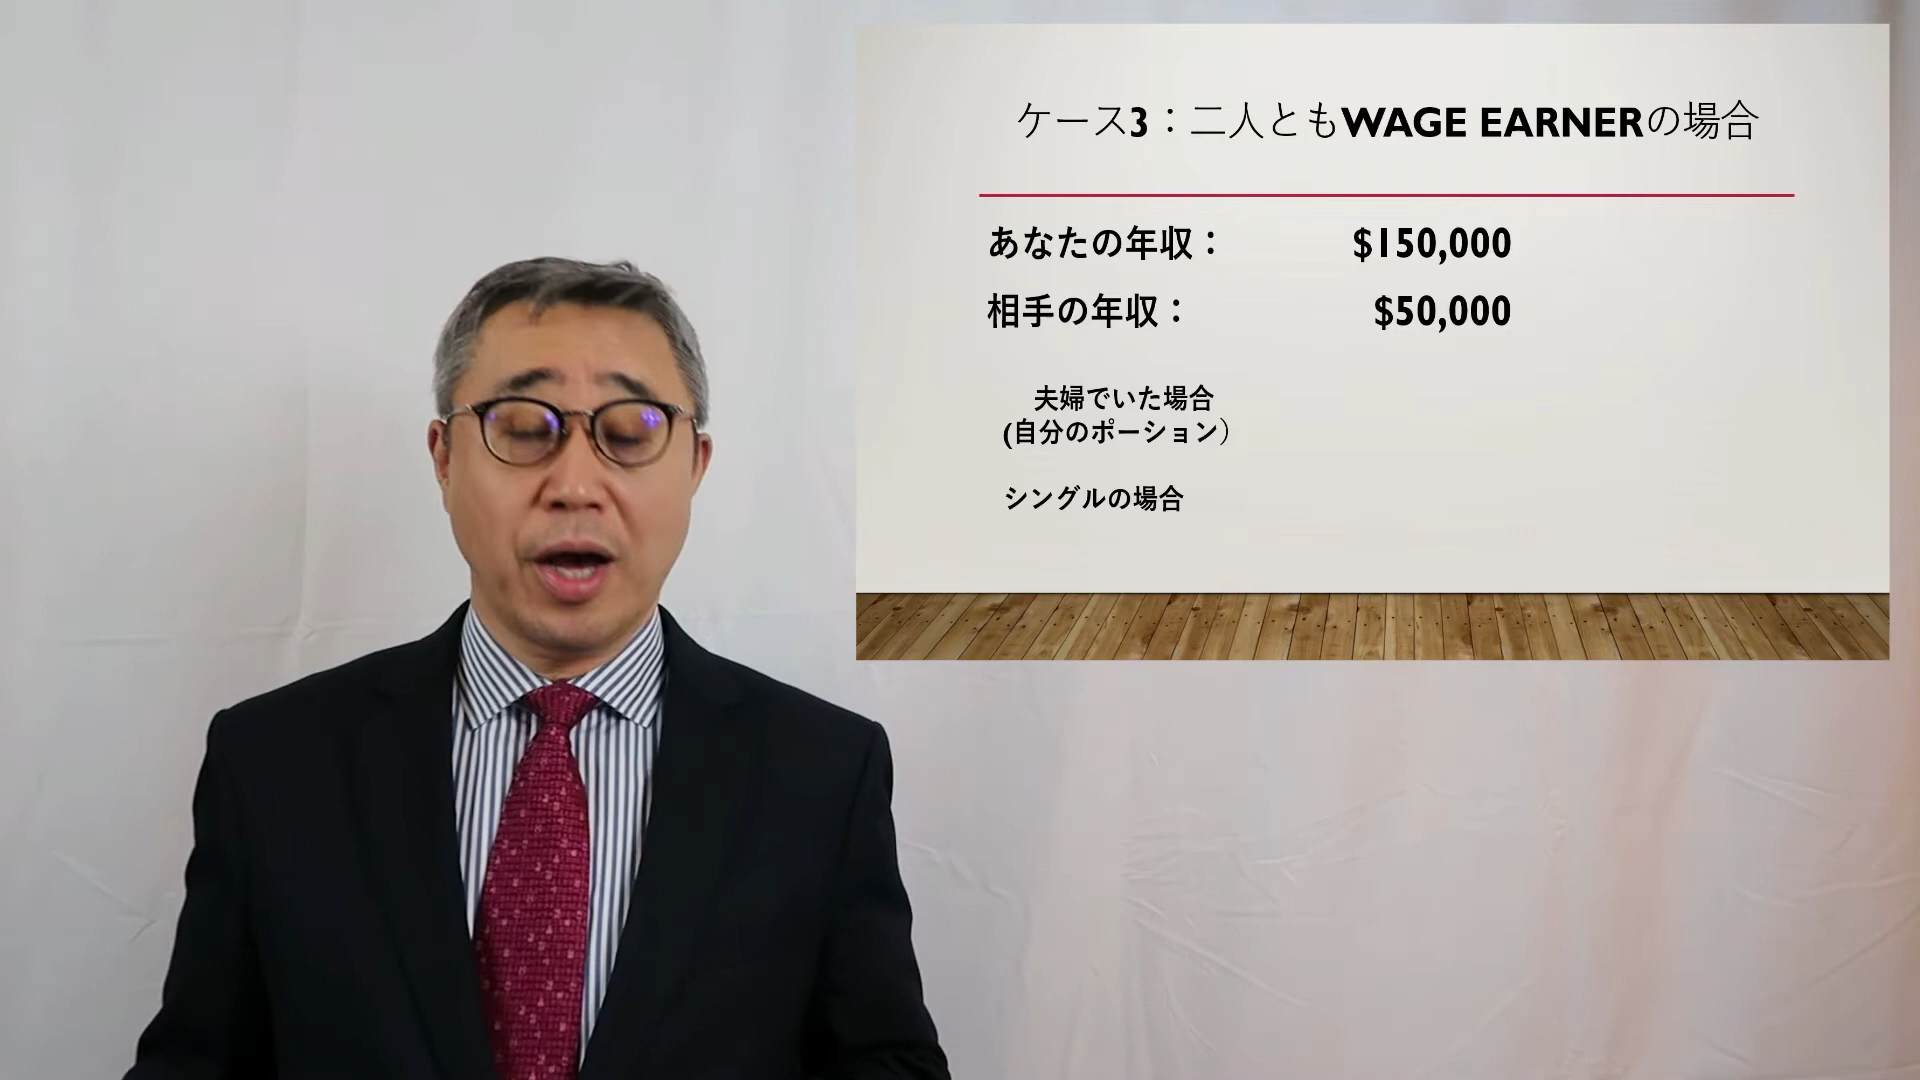 ケース3：二人ともWAGE EARNERの場合
あなたの年収： $150,000
相手の年収： $50,000
夫婦でいた場合
(自分のポーション）
シングルの場合